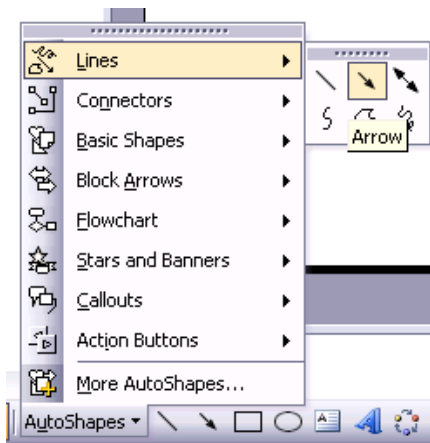 Lines
Connectors
Basic Shapes
Block Arrows
Flowchart
Stars and Banners
Callouts
Action Buttons
More AutoShapes...
AutoShapes
Arrow